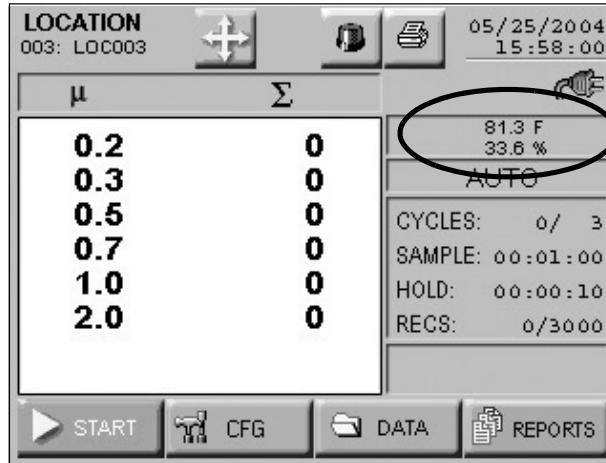 LOCATION
003: LOC003
05/25/2004
15:58:00
µ Σ
0.2 0
0.3 0
0.5 0
0.7 0
1.0 0
2.0 0
81.3 F
33.6 %
AUTO
CYCLES: 0/ 3
SAMPLE: 00:01:00
HOLD: 00:00:10
RECS: 0/3000
START CFG DATA REPORTS